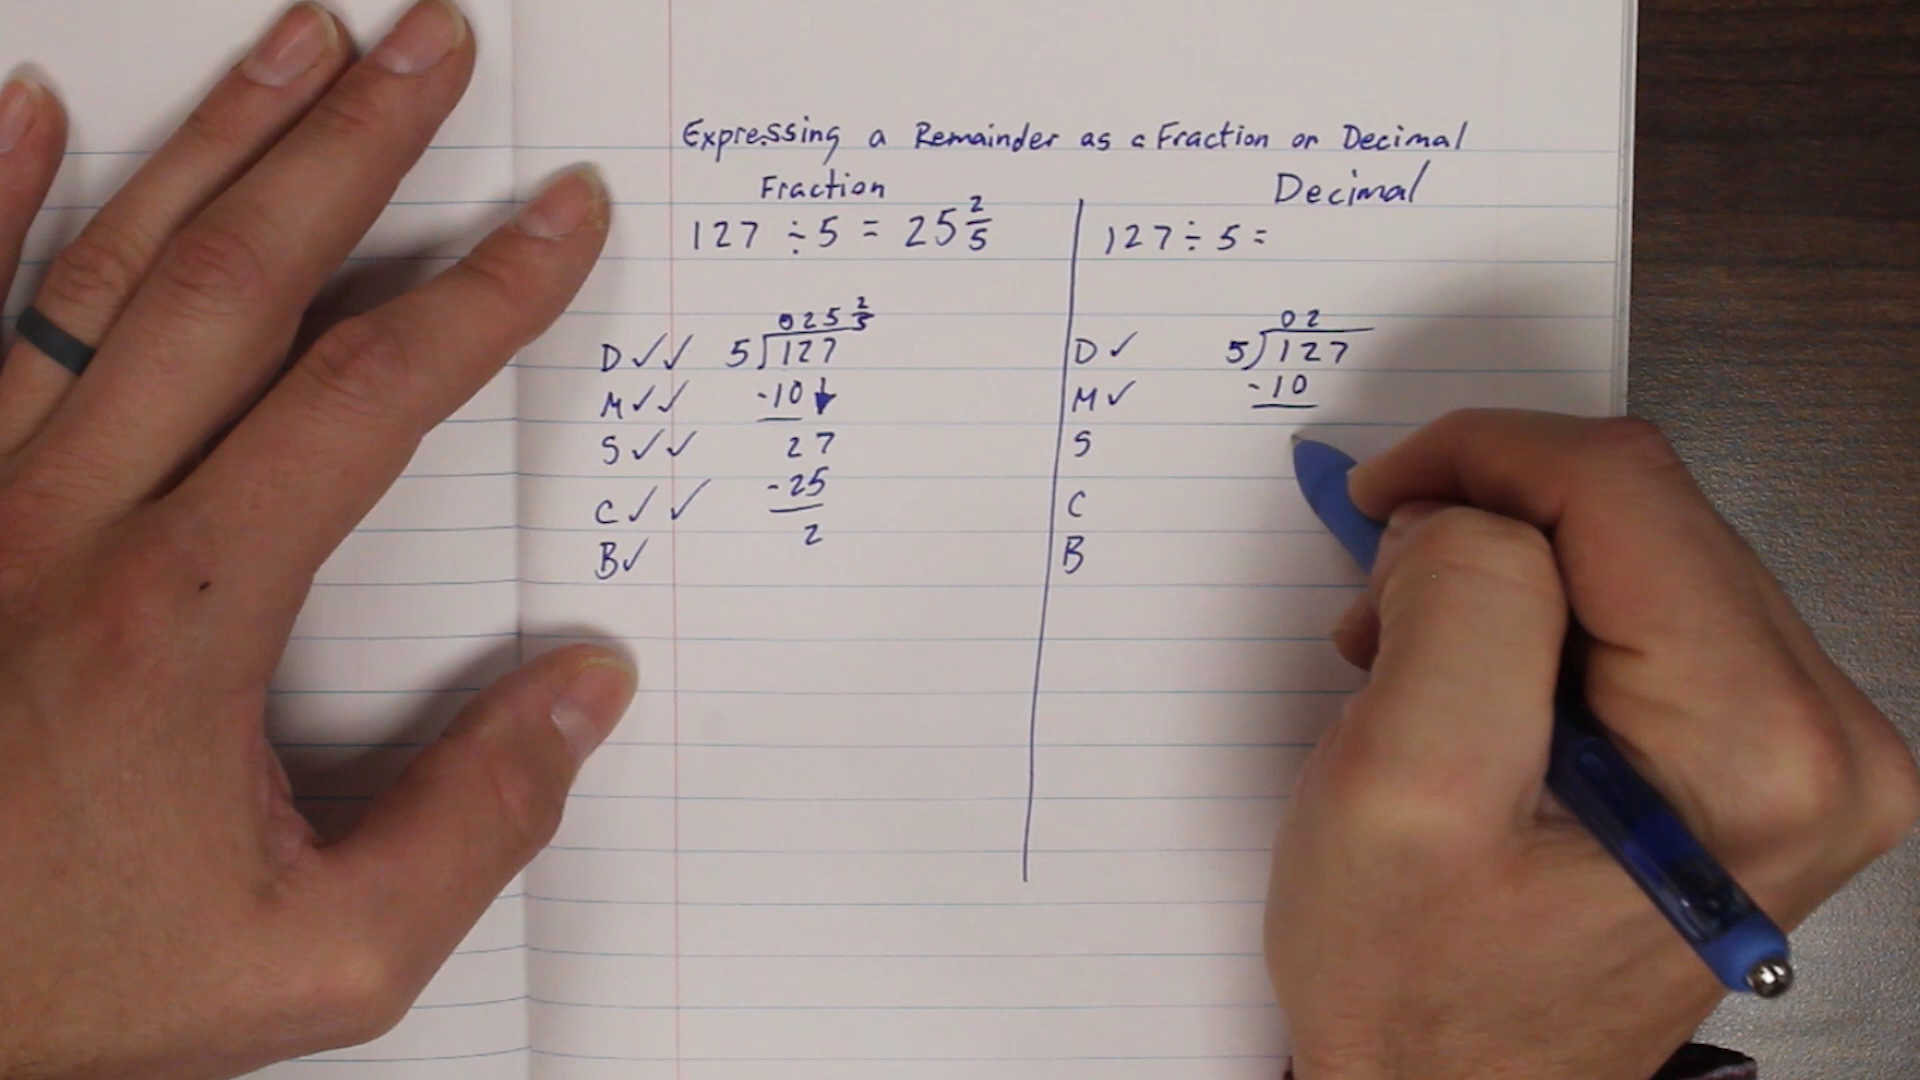 Expressing a Remainder as a Fraction or Decimal
Fraction
127 ÷ 5 = 25 2/5
025 2/5
D ✓✓ 5)127
M ✓✓ -10↓
S ✓✓ 27
C ✓✓ -25
2
B ✓
Decimal
127 ÷ 5 =
02
D ✓ 5)127
M ✓ -10
S
C
B